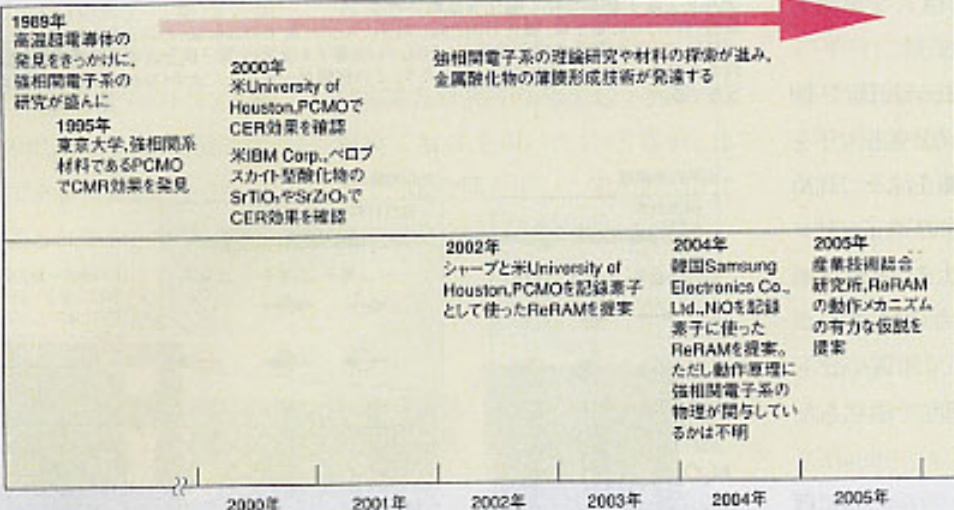 1989年
高温超電導体の
発見をきっかけに、
強相関電子系の
研究が盛んに
1995年
東京大学,強相関系
材料であるPCMO
でCMR効果を発見
2000年
米University of
Houston,PCMOで
CER効果を確認
米IBM Corp.,ペロブ
スカイト型酸化物の
SrTiO₃やSrZrO₃で
CER効果を確認
強相関電子系の理論研究や材料の探索が進み,
金属酸化物の薄膜形成技術が発達する
2002年
シャープと米University of
Houston,PCMOを記録素子
として使ったReRAMを提案
2004年
韓国Samsung
Electronics Co.,
Ltd.,NiOを記録
素子に使った
ReRAMを提案。
ただし動作原理に
強相関電子系の
物理が関与してい
るかは不明
2005年
産業技術総合
研究所,ReRAM
の動作メカニズム
の有力な仮説を
提案
2000年 2001年 2002年 2003年 2004年 2005年